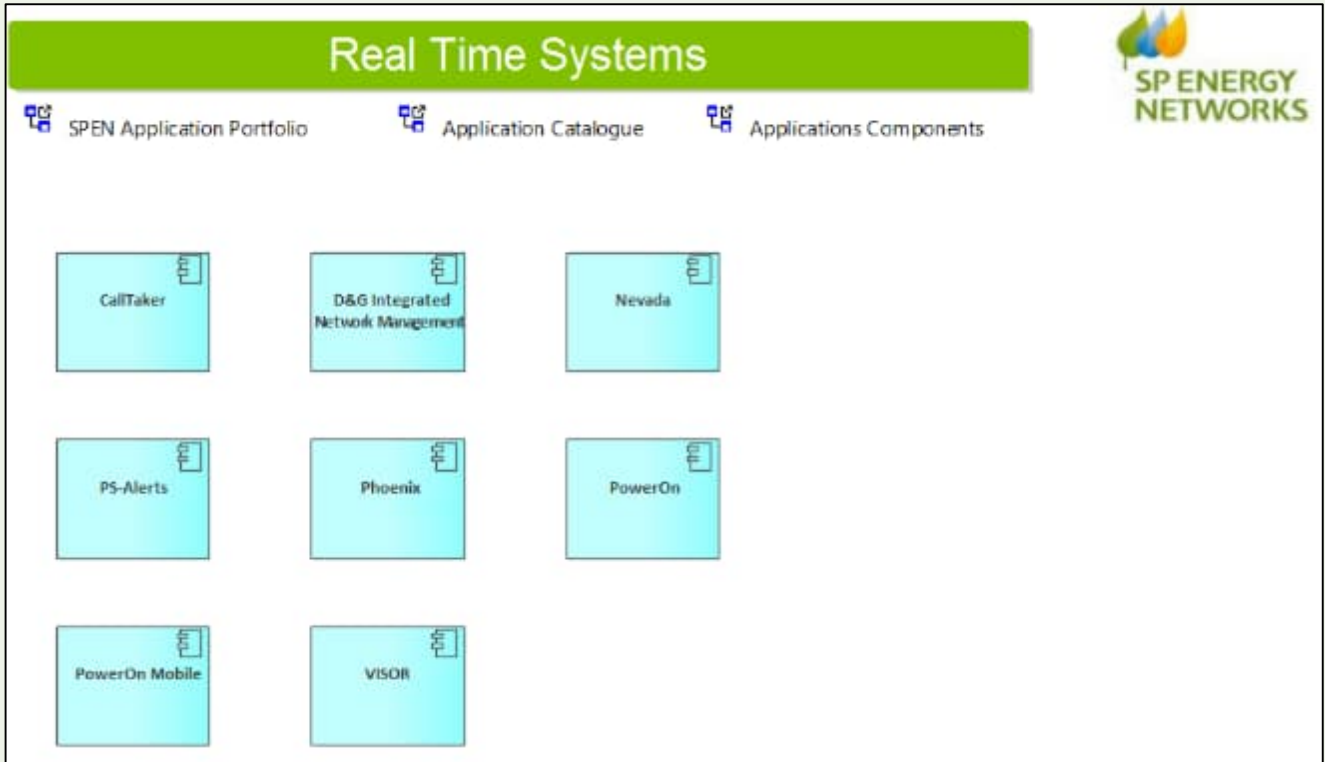 Real Time Systems
SP ENERGY
NETWORKS
SPEN Application Portfolio
Application Catalogue
Applications Components
CallTaker
D&G Integrated
Network Management
Nevada
PS-Alerts
Phoenix
PowerOn
PowerOn Mobile
VISOR